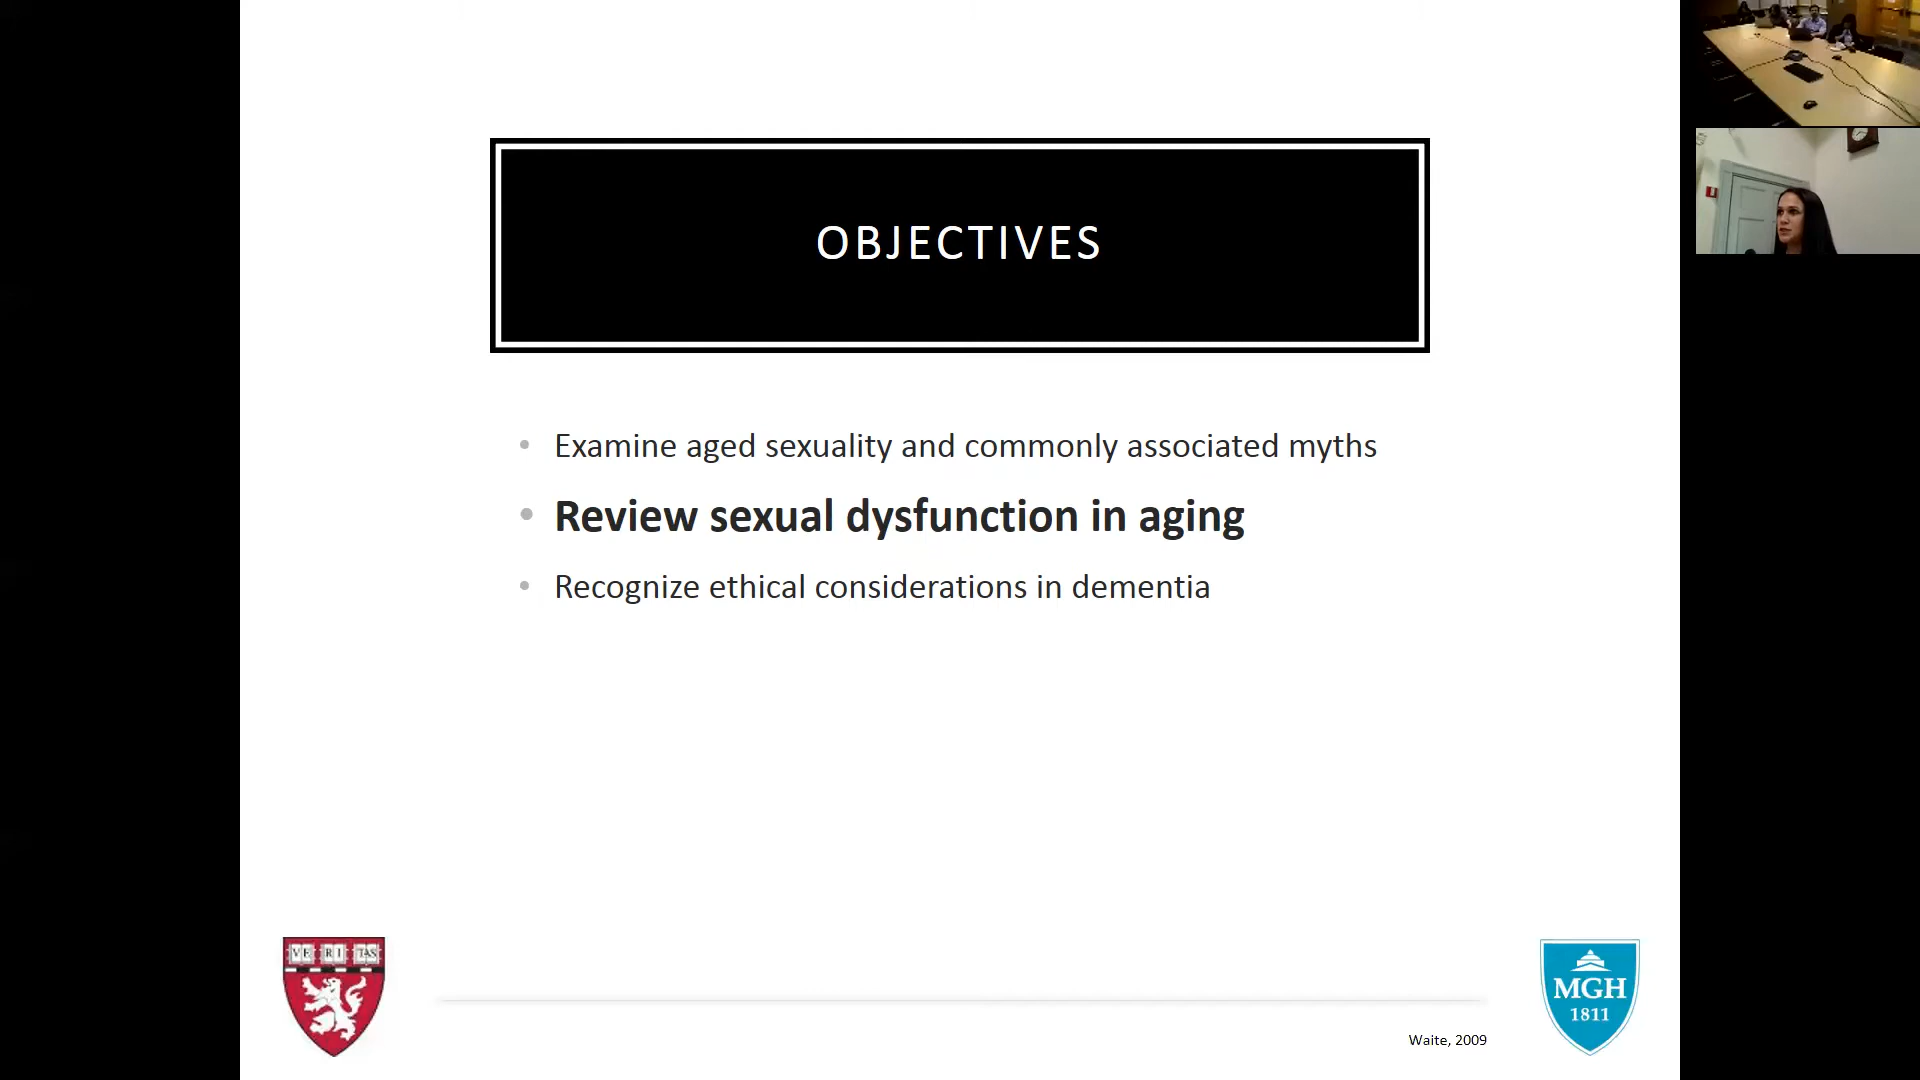 OBJECTIVES
Examine aged sexuality and commonly associated myths
Review sexual dysfunction in aging
Recognize ethical considerations in dementia
VE RI TAS
MGH
1811
Waite, 2009